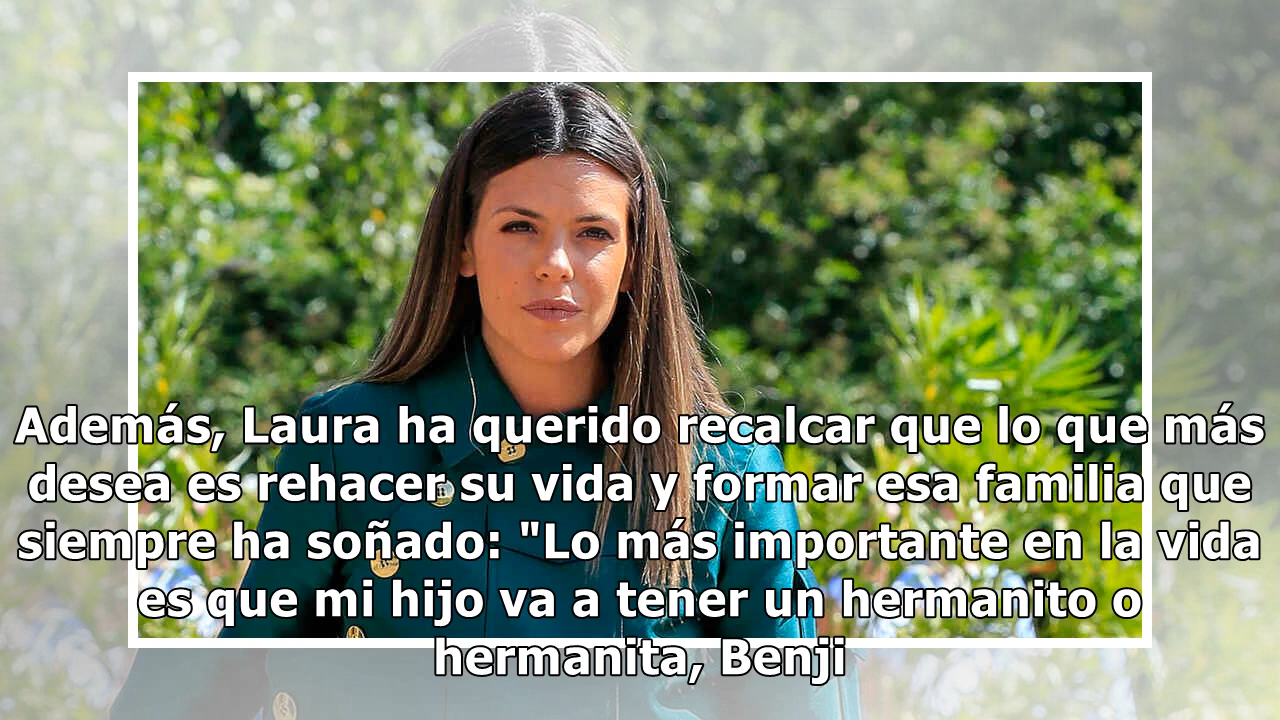 Además, Laura ha querido recalcar que lo que más
desea es rehacer su vida y formar esa familia que
siempre ha soñado: "Lo más importante en la vida
es que mi hijo va a tener un hermanito o
hermanita, Benji